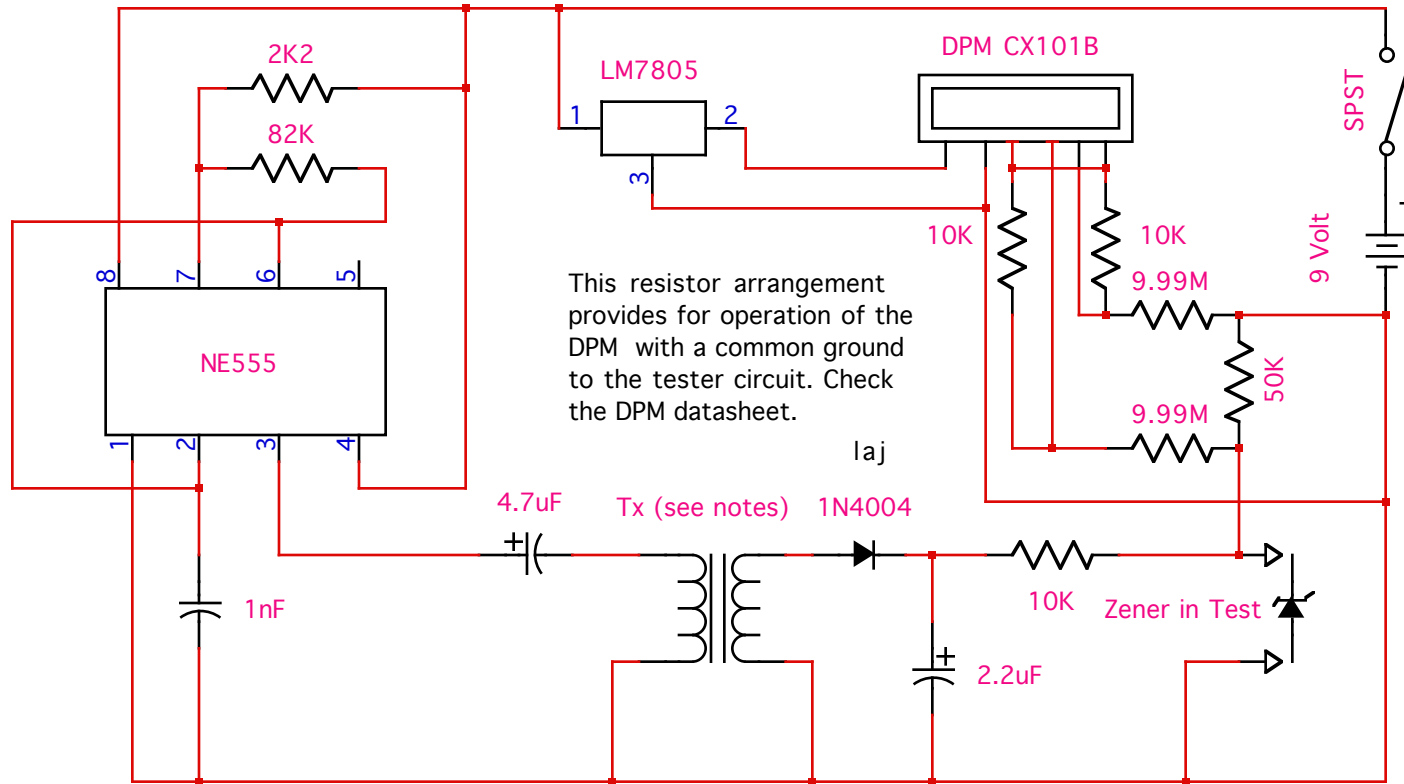 DPM CX101B
2K2
LM7805
SPST
1
2
82K
3
10K
10K
9 Volt
+
8
7
6
5
This resistor arrangement
provides for operation of the
DPM with a common ground
to the tester circuit. Check
the DPM datasheet.
9.99M
NE555
50K
9.99M
1
2
3
4
laj
4.7uF
Tx (see notes)
1N4004
+
1nF
10K
Zener in Test
+
2.2uF